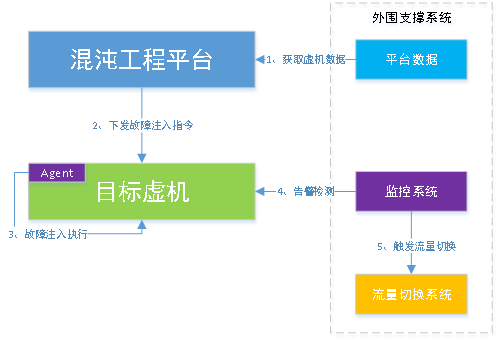 外围支撑系统
混沌工程平台
1、获取虚机数据
平台数据
2、下发故障注入指令
Agent
目标虚机
4、告警检测
监控系统
3、故障注入执行
5、触发流量切换
流量切换系统